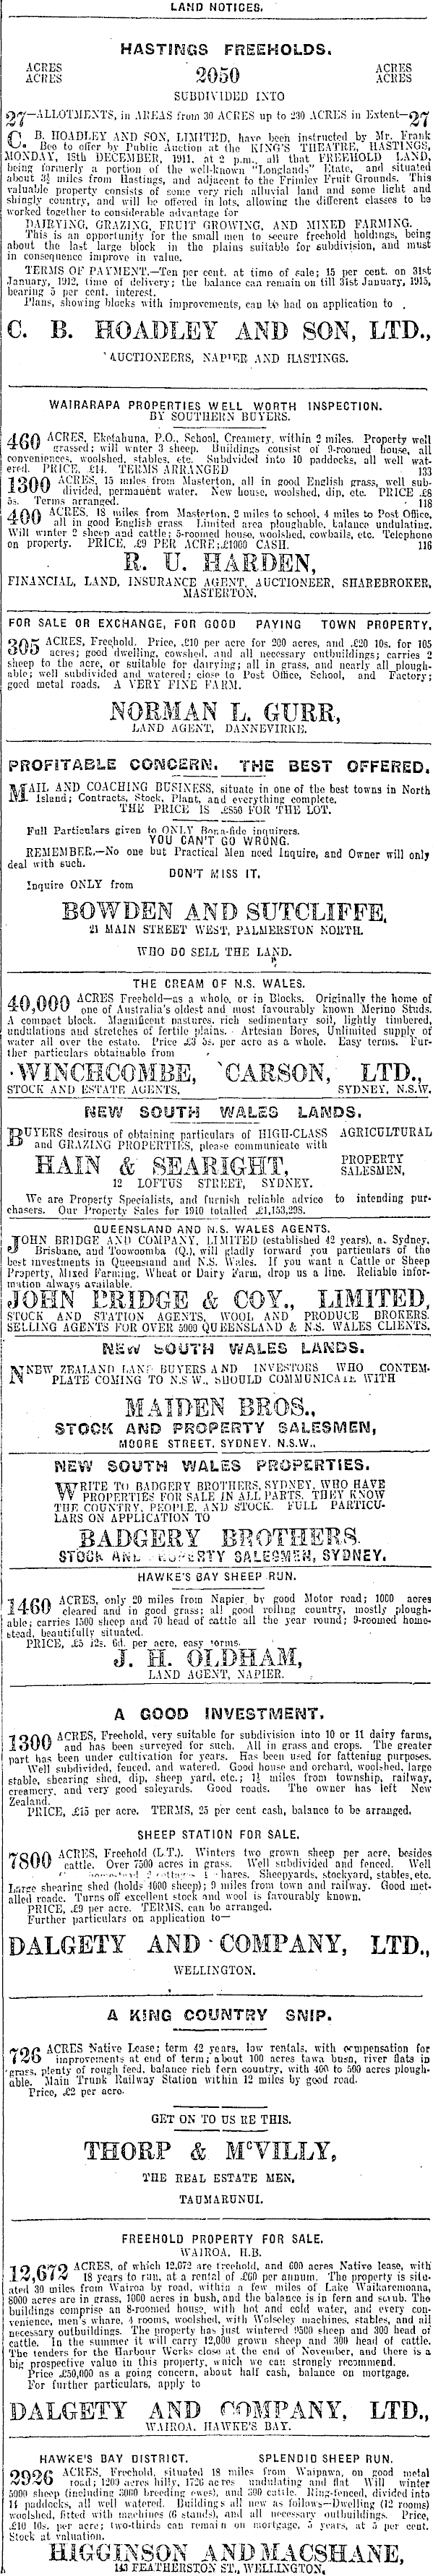 LAND NOTICES.
HASTINGS FREEHOLDS.
ACRES 2050 ACRES
ACRES ACRES
SUBDIVIDED INTO
27—ALLOTMENTS, in AREAS from 30 ACRES up to 230 ACRES in Extent—27
C. B. HOADLEY AND SON, LIMITED, have been instructed by Mr. Frank
Bee to offer by Public Auction at the KING'S THEATRE, HASTINGS,
MONDAY, 18th DECEMBER, 1911, at 2 p.m., all that FREEHOLD LAND,
being formerly a portion of the well-known "Longlands" Estate, and situated
about 3½ miles from Hastings, and adjacent to the Frimley Fruit Grounds. This
valuable property consists of some very rich alluvial land and some light and
shingly country, and will be offered in lots, allowing the different classes to be
worked together to considerable advantage for
DAIRYING, GRAZING, FRUIT GROWING, AND MIXED FARMING.
This is an opportunity for the small men to secure freehold holdings, being
about the last large block in the plains suitable for subdivision, and must
in consequence improve in value.
TERMS OF PAYMENT.—Ten per cent. at time of sale; 15 per cent. on 31st
January, 1912, time of delivery; the balance can remain on till 31st January, 1915,
bearing 5 per cent. interest.
Plans, showing blocks with improvements, can be had on application to
C. B. HOADLEY AND SON, LTD.,
AUCTIONEERS, NAPIER AND HASTINGS.
WAIRARAPA PROPERTIES WELL WORTH INSPECTION.
BY SOUTHERN BUYERS.
460 ACRES, Eketahuna, P.O., School, Creamery, within 2 miles. Property well
grassed; will winter 3 sheep. Buildings consist of 9-roomed house, all
conveniences, woolshed, stables, etc. Subdivided into 10 paddocks, all well wat-
ered. PRICE, £14. TERMS ARRANGED 133
1300 ACRES, 15 miles from Masterton, all in good English grass, well sub-
divided, permanent water. New house, woolshed, dip, etc. PRICE £8
5s. Terms arranged. 118
400 ACRES, 18 miles from Masterton, 2 miles to school, 4 miles to Post Office,
all in good English grass Limited area ploughable, balance undulating.
Will winter 2 sheep and cattle; 5-roomed house, woolshed, cowbails, etc. Telephone
on property. PRICE, £9 PER ACRE; £1000 CASH. 116
R. U. HARDEN,
FINANCIAL, LAND, INSURANCE AGENT, AUCTIONEER, SHAREBROKER,
MASTERTON.
FOR SALE OR EXCHANGE, FOR GOOD PAYING TOWN PROPERTY.
305 ACRES, Freehold. Price, £10 per acre for 200 acres, and £20 10s. for 105
acres; good dwelling, cowshed, and all necessary outbuildings; carries 2
sheep to the acre, or suitable for dairying; all in grass, and nearly all plough-
able; well subdivided and watered; close to Post Office, School, and Factory;
good metal roads. A VERY FINE FARM.
NORMAN L. GURR,
LAND AGENT, DANNEVIRKE.
PROFITABLE CONCERN. THE BEST OFFERED.
MAIL AND COACHING BUSINESS, situate in one of the best towns in North
Island; Contracts, Stock, Plant, and everything complete.
THE PRICE IS £850 FOR THE LOT.
Full Particulars given to ONLY Bona-fide inquirers.
YOU CAN'T GO WRONG.
REMEMBER.—No one but Practical Men need Inquire, and Owner will only
deal with such.
DON'T MISS IT.
Inquire ONLY from
BOWDEN AND SUTCLIFFE,
21 MAIN STREET WEST, PALMERSTON NORTH.
WHO DO SELL THE LAND.
THE CREAM OF N.S. WALES.
40,000 ACRES Freehold—as a whole, or in Blocks. Originally the home of
one of Australia's oldest and most favourably known Merino Studs.
A compact block. Magnificent pastures, rich sedimentary soil, lightly timbered,
undulations and stretches of fertile plains. Artesian Bores, Unlimited supply of
water all over the estate. Price £3 5s. per acre as a whole. Easy terms. Fur-
ther particulars obtainable from
WINCHCOMBE, CARSON, LTD.,
STOCK AND ESTATE AGENTS, SYDNEY, N.S.W.
NEW SOUTH WALES LANDS.
BUYERS desirous of obtaining particulars of HIGH-CLASS AGRICULTURAL
and GRAZING PROPERTIES, please communicate with
HAIN & SEARIGHT, PROPERTY SALESMEN,
12 LOFTUS STREET, SYDNEY.
We are Property Specialists, and furnish reliable advice to intending pur-
chasers. Our Property Sales for 1910 totalled £1,153,298.
QUEENSLAND AND N.S. WALES AGENTS.
JOHN BRIDGE AND COMPANY, LIMITED (established 42 years), a. Sydney,
Brisbane, and Toowoomba (Q.), will gladly forward you particulars of the
best investments in Queensland and N.S. Wales. If you want a Cattle or Sheep
Property, Mixed Farming, Wheat or Dairy Farm, drop us a line. Reliable infor-
mation always available.
JOHN BRIDGE & COY., LIMITED,
STOCK AND STATION AGENTS, WOOL AND PRODUCE BROKERS.
SELLING AGENTS FOR OVER 5000 QUEENSLAND & N.S. WALES CLIENTS.
NEW SOUTH WALES LANDS.
NNEW ZEALAND LAND BUYERS AND INVESTORS WHO CONTEM-
PLATE COMING TO N.S W., SHOULD COMMUNICATE WITH
MAIDEN BROS.,
STOCK AND PROPERTY SALESMEN,
MOORE STREET, SYDNEY, N.S.W..
NEW SOUTH WALES PROPERTIES.
WRITE TO BADGERY BROTHERS, SYDNEY, WHO HAVE
PROPERTIES FOR SALE IN ALL PARTS. THEY KNOW
THE COUNTRY, PEOPLE, AND STOCK. FULL PARTICU-
LARS ON APPLICATION TO
BADGERY BROTHERS.
STOCK AND PROPERTY SALESMEN, SYDNEY.
HAWKE'S BAY SHEEP RUN.
1460 ACRES, only 20 miles from Napier by good Motor road; 1000 acres
cleared and in good grass; all good rolling country, mostly plough-
able; carries 1500 sheep and 70 head of cattle all the year round; 9-roomed home-
stead, beautifully situated.
PRICE, £5 12s. 6d. per acre, easy terms.
J. H. OLDHAM,
LAND AGENT, NAPIER.
A GOOD INVESTMENT.
1300 ACRES, Freehold, very suitable for subdivision into 10 or 11 dairy farms,
and has been surveyed for such. All in grass and crops. The greater
part has been under cultivation for years. Has been used for fattening purposes.
Well subdivided, fenced, and watered. Good house and orchard, woolshed, large
stable, shearing shed, dip, sheep yard, etc.; 1½ miles from township, railway,
creamery, and very good saleyards. Good roads. The owner has left New
Zealand.
PRICE, £15 per acre. TERMS, 25 per cent cash, balance to be arranged.
SHEEP STATION FOR SALE.
7800 ACRES, Freehold (L.T.). Winters two grown sheep per acre, besides
cattle. Over 7500 acres in grass. Well subdivided and fenced. Well
Sheepyards, stockyard, stables, etc.
Large shearing shed (holds 4000 sheep); 9 miles from town and railway. Good met-
alled roads. Turns off excellent stock and wool is favourably known.
PRICE, £9 per acre. TERMS, can be arranged.
Further particulars on application to—
DALGETY AND COMPANY, LTD.,
WELLINGTON.
A KING COUNTRY SNIP.
726 ACRES Native Lease; term 42 years, low rentals, with compensation for
improvements at end of term; about 100 acres tawa bush, river flats in
grass, plenty of rough feed, balance rich fern country, with 400 to 500 acres plough-
able. Main Trunk Railway Station within 12 miles by good road.
Price, £2 per acre.
GET ON TO US RE THIS.
THORP & McVILLY,
THE REAL ESTATE MEN,
TAUMARUNUI.
FREEHOLD PROPERTY FOR SALE.
WAIROA, H.B.
12,672 ACRES, of which 12,072 are freehold, and 600 acres Native lease, with
18 years to run, at a rental of £60 per annum. The property is situ-
ated 30 miles from Wairoa by road, within a few miles of Lake Waikaremoana,
8000 acres are in grass, 1000 acres in bush, and the balance is in fern and scrub. The
buildings comprise an 8-roomed house, with hot and cold water, and every con-
venience, men's whare, 4 rooms, woolshed, with Wolseley machines, stables, and all
necessary outbuildings. The property has just wintered 9500 sheep and 300 head of
cattle. In the summer it will carry 12,000 grown sheep and 300 head of cattle.
The tenders for the Harbour Works close at the end of November, and there is a
big prospective value in this property, which we can strongly recommend.
Price £50,000 as a going concern, about half cash, balance on mortgage.
For further particulars, apply to
DALGETY AND COMPANY, LTD.,
WAIROA, HAWKE'S BAY.
HAWKE'S BAY DISTRICT. SPLENDID SHEEP RUN.
2926 ACRES, Freehold, situated 18 miles from Waipawa, on good metal
road; 1200 acres hilly, 1726 acres undulating and flat Will winter
5000 sheep (including 3000 breeding ewes), and 300 cattle. Ring-fenced, divided into
14 paddocks, all well watered. Buildings all new as follows—Dwelling (12 rooms)
woolshed, fitted with machines (6 stands), and all necessary outbuildings. Price,
£10 10s. per acre; two-thirds can remain on mortgage, 5 years, at 5 per cent.
Stock at valuation.
HIGGINSON AND MACSHANE,
143 FEATHERSTON ST., WELLINGTON.